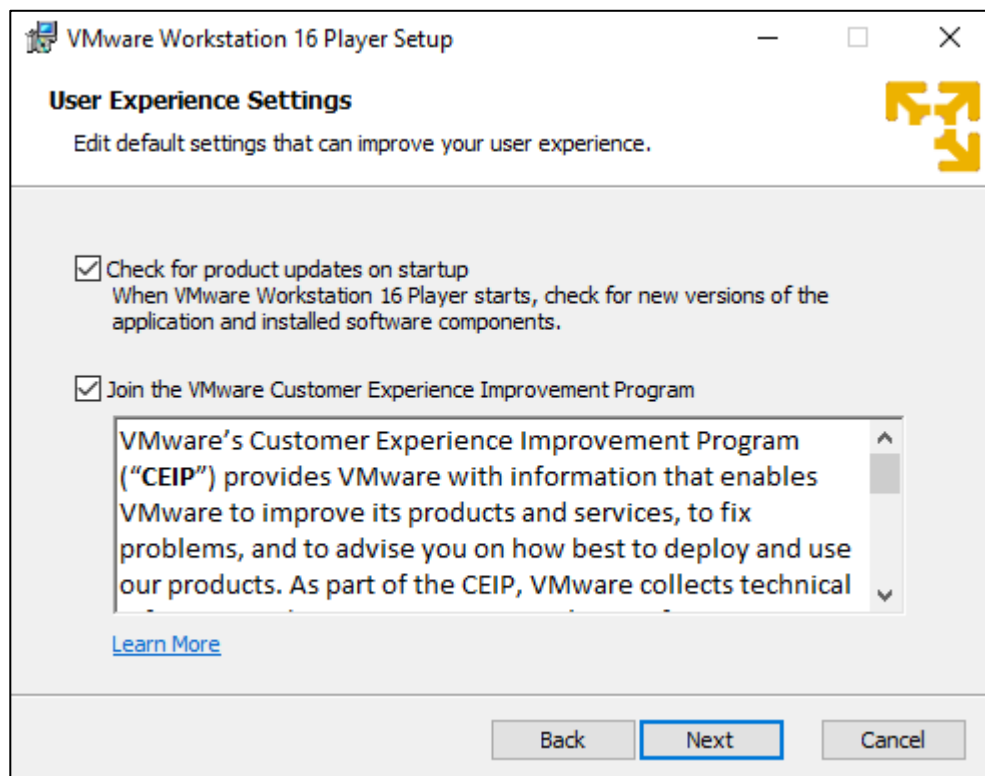 VMware Workstation 16 Player Setup
User Experience Settings
Edit default settings that can improve your user experience.
Check for product updates on startup
When VMware Workstation 16 Player starts, check for new versions of the
application and installed software components.
Join the VMware Customer Experience Improvement Program
VMware’s Customer Experience Improvement Program
(“CEIP”) provides VMware with information that enables
VMware to improve its products and services, to fix
problems, and to advise you on how best to deploy and use
our products. As part of the CEIP, VMware collects technical
Learn More
Back Next Cancel